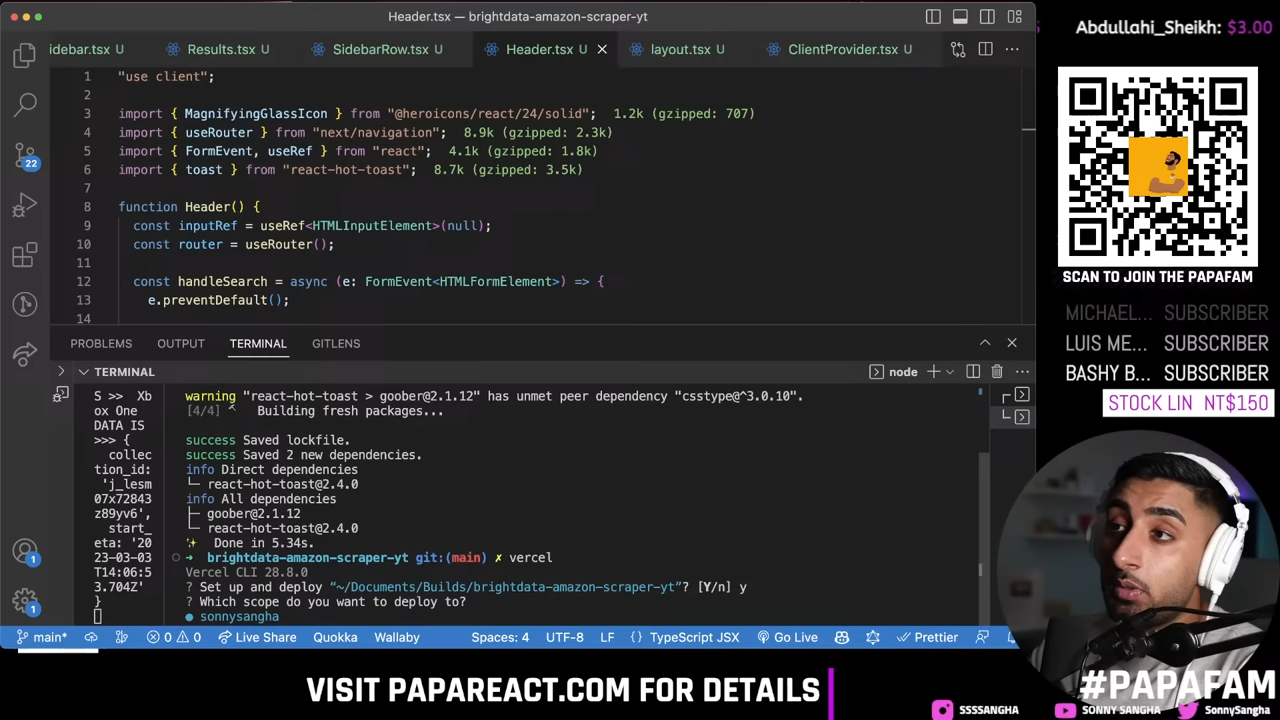 Header.tsx — brightdata-amazon-scraper-yt
idebar.tsx U
Results.tsx U
SidebarRow.tsx U
Header.tsx U
layout.tsx U
ClientProvider.tsx U
1 "use client";
2
3 import { MagnifyingGlassIcon } from "@heroicons/react/24/solid"; 1.2k (gzipped: 707)
4 import { useRouter } from "next/navigation"; 8.9k (gzipped: 2.3k)
5 import { FormEvent, useRef } from "react"; 4.1k (gzipped: 1.8k)
6 import { toast } from "react-hot-toast"; 8.7k (gzipped: 3.5k)
7
8 function Header() {
9 const inputRef = useRef<HTMLInputElement>(null);
10 const router = useRouter();
11
12 const handleSearch = async (e: FormEvent<HTMLFormElement>) => {
13 e.preventDefault();
14
22
PROBLEMS OUTPUT TERMINAL GITLENS
TERMINAL
node
S >> Xb
ox One
DATA IS
>>> {
collec
tion_id:
'j_lesm
07x72843
z89yv6',
start_
eta: '20
23-03-03
T14:06:5
3.704Z'
}
warning "react-hot-toast > goober@2.1.12" has unmet peer dependency "csstype@^3.0.10".
[4/4] Building fresh packages...
success Saved lockfile.
success Saved 2 new dependencies.
info Direct dependencies
└─ react-hot-toast@2.4.0
info All dependencies
├─ goober@2.1.12
└─ react-hot-toast@2.4.0
✨ Done in 5.34s.
➜ brightdata-amazon-scraper-yt git:(main) ✗ vercel
Vercel CLI 28.8.0
? Set up and deploy “~/Documents/Builds/brightdata-amazon-scraper-yt”? [Y/n] y
? Which scope do you want to deploy to?
● sonnysangha
1
1
main* 0 0 Live Share Quokka Wallaby Spaces: 4 UTF-8 LF {} TypeScript JSX Go Live Prettier
Abdullahi_Sheikh: $3.00
SCAN TO JOIN THE PAPAFAM
MICHAEL... SUBSCRIBER
LUIS ME... SUBSCRIBER
BASHY B... SUBSCRIBER
STOCK LIN NT$150
VISIT PAPAREACT.COM FOR DETAILS
#PAPAFAM
SSSSANGHA SONNY SANGHA SonnySangha